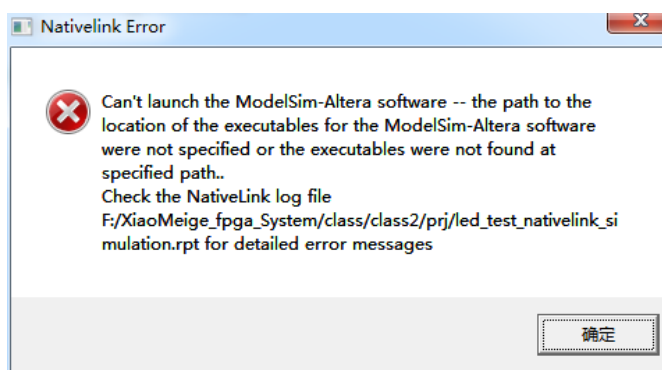 Nativelink Error
Can't launch the ModelSim-Altera software -- the path to the
location of the executables for the ModelSim-Altera software
were not specified or the executables were not found at
specified path..
Check the NativeLink log file
F:/XiaoMeige_fpga_System/class/class2/prj/led_test_nativelink_si
mulation.rpt for detailed error messages
确定